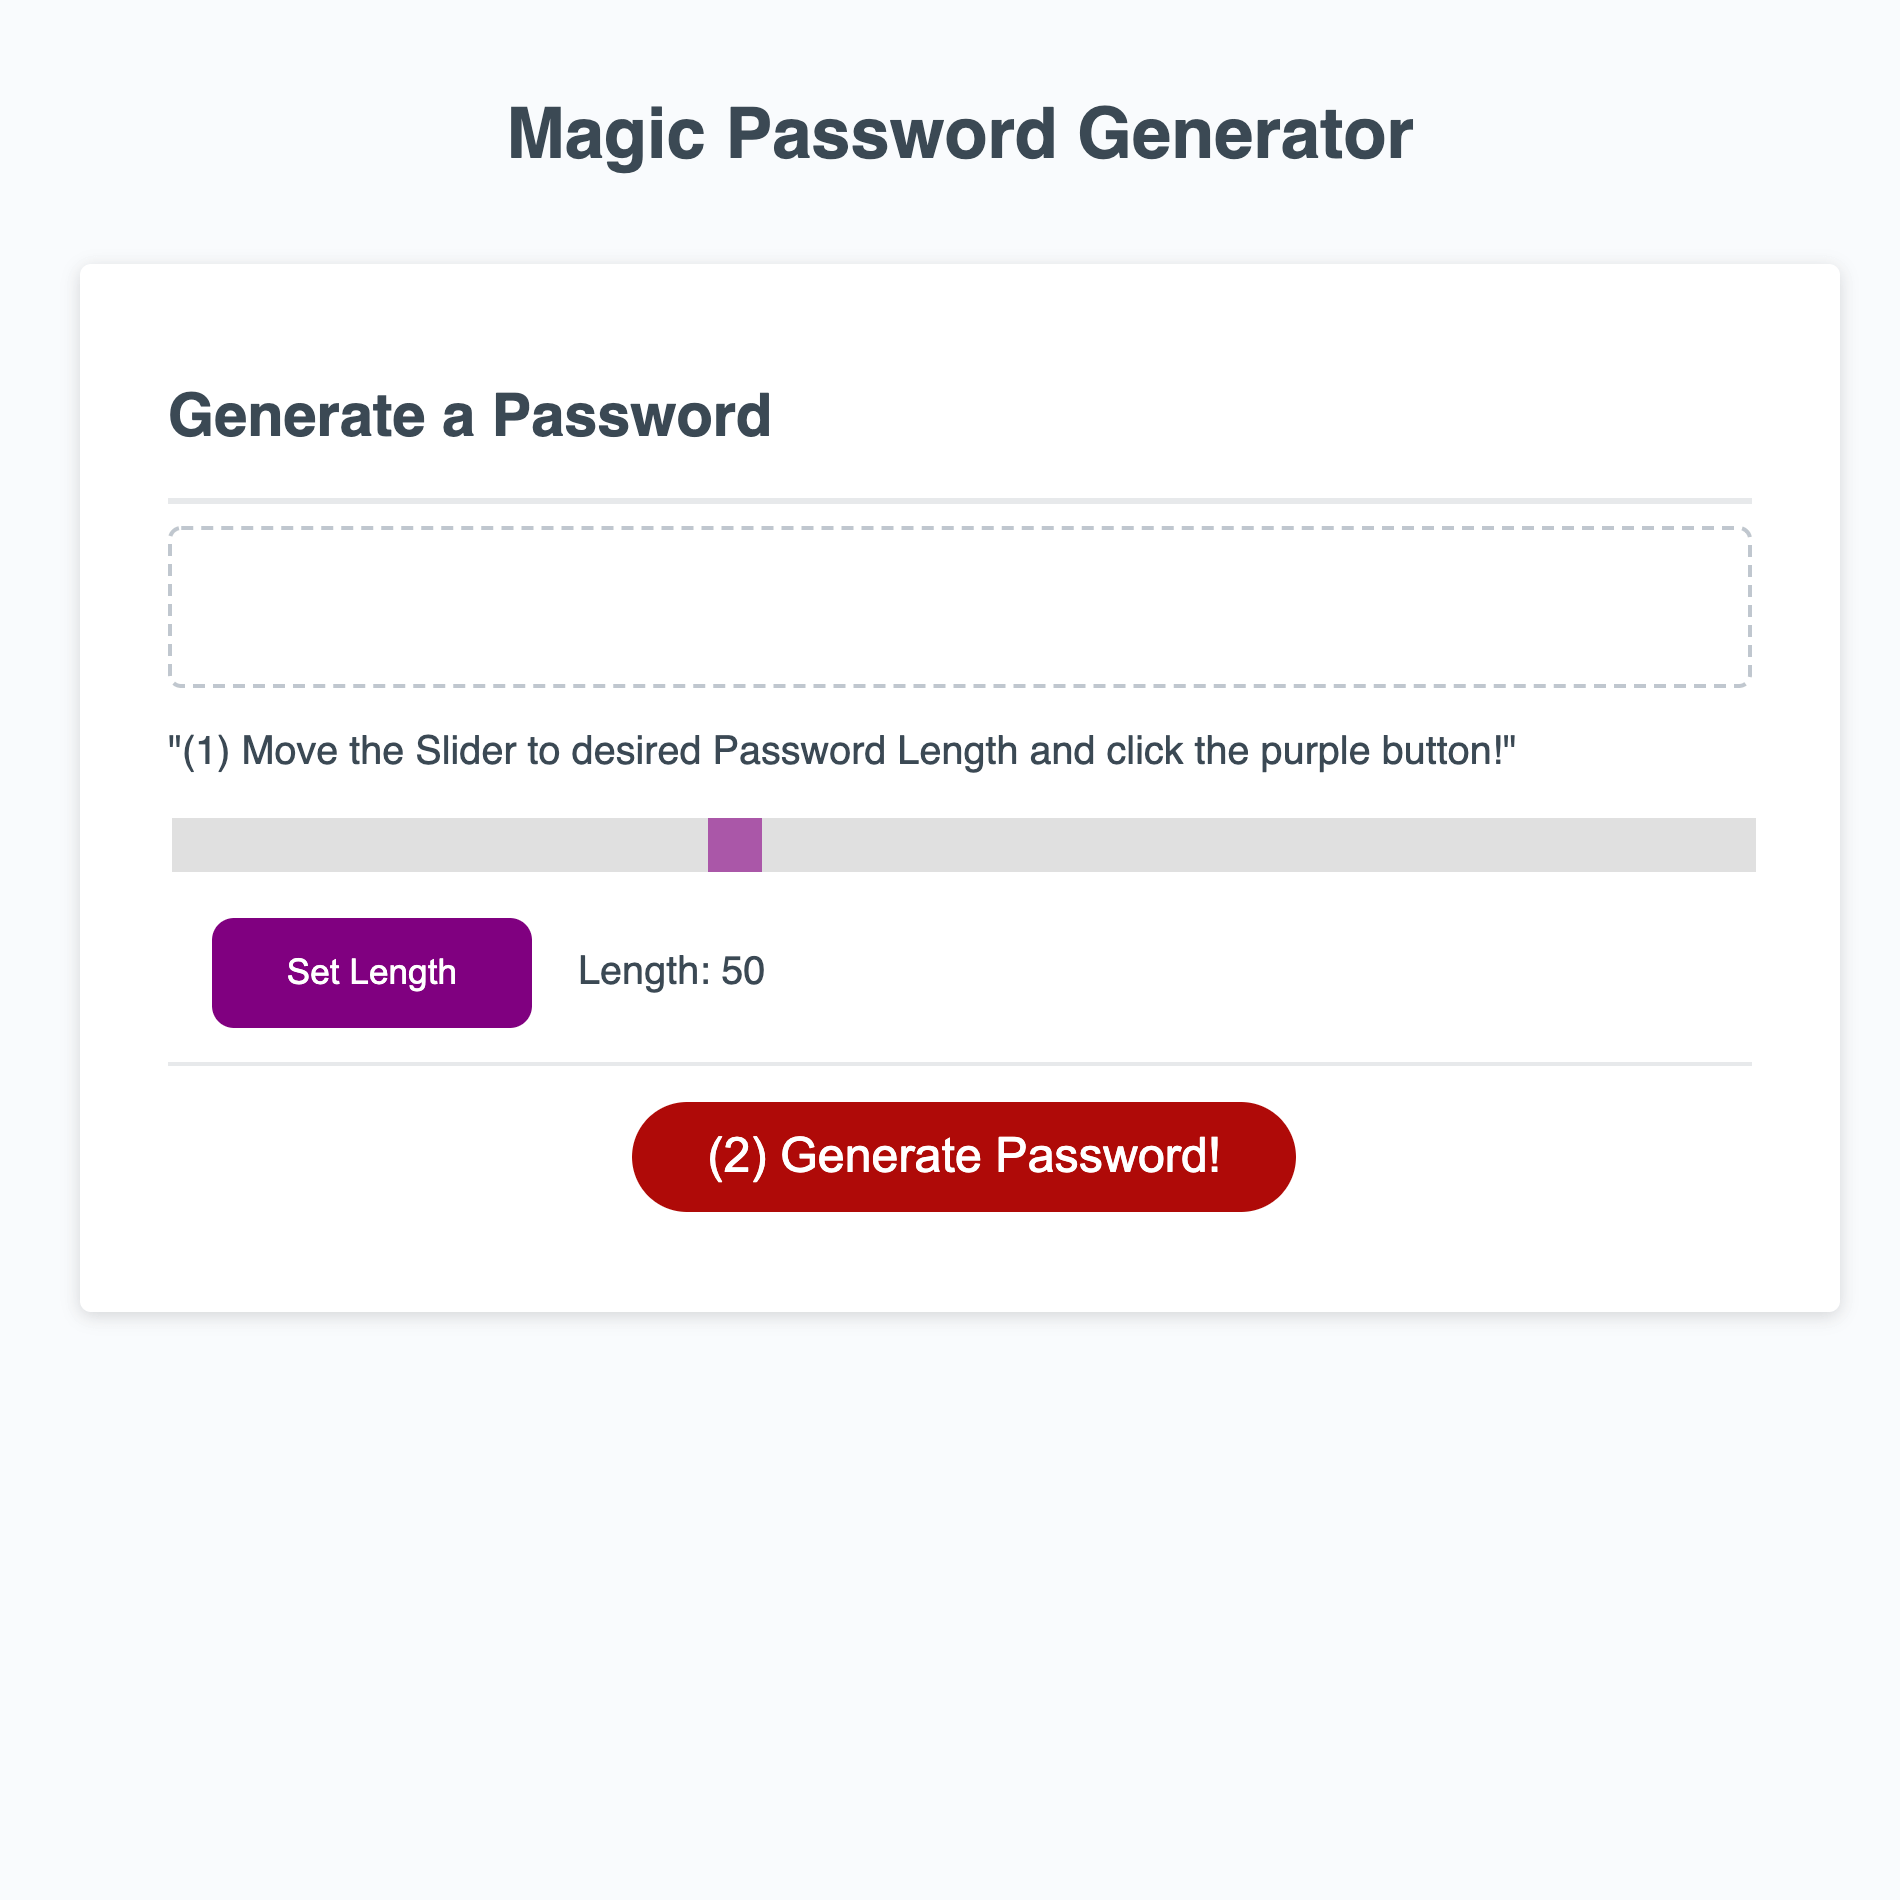 Magic Password Generator
Generate a Password
"(1) Move the Slider to desired Password Length and click the purple button!"
Set Length
Length: 50
(2) Generate Password!